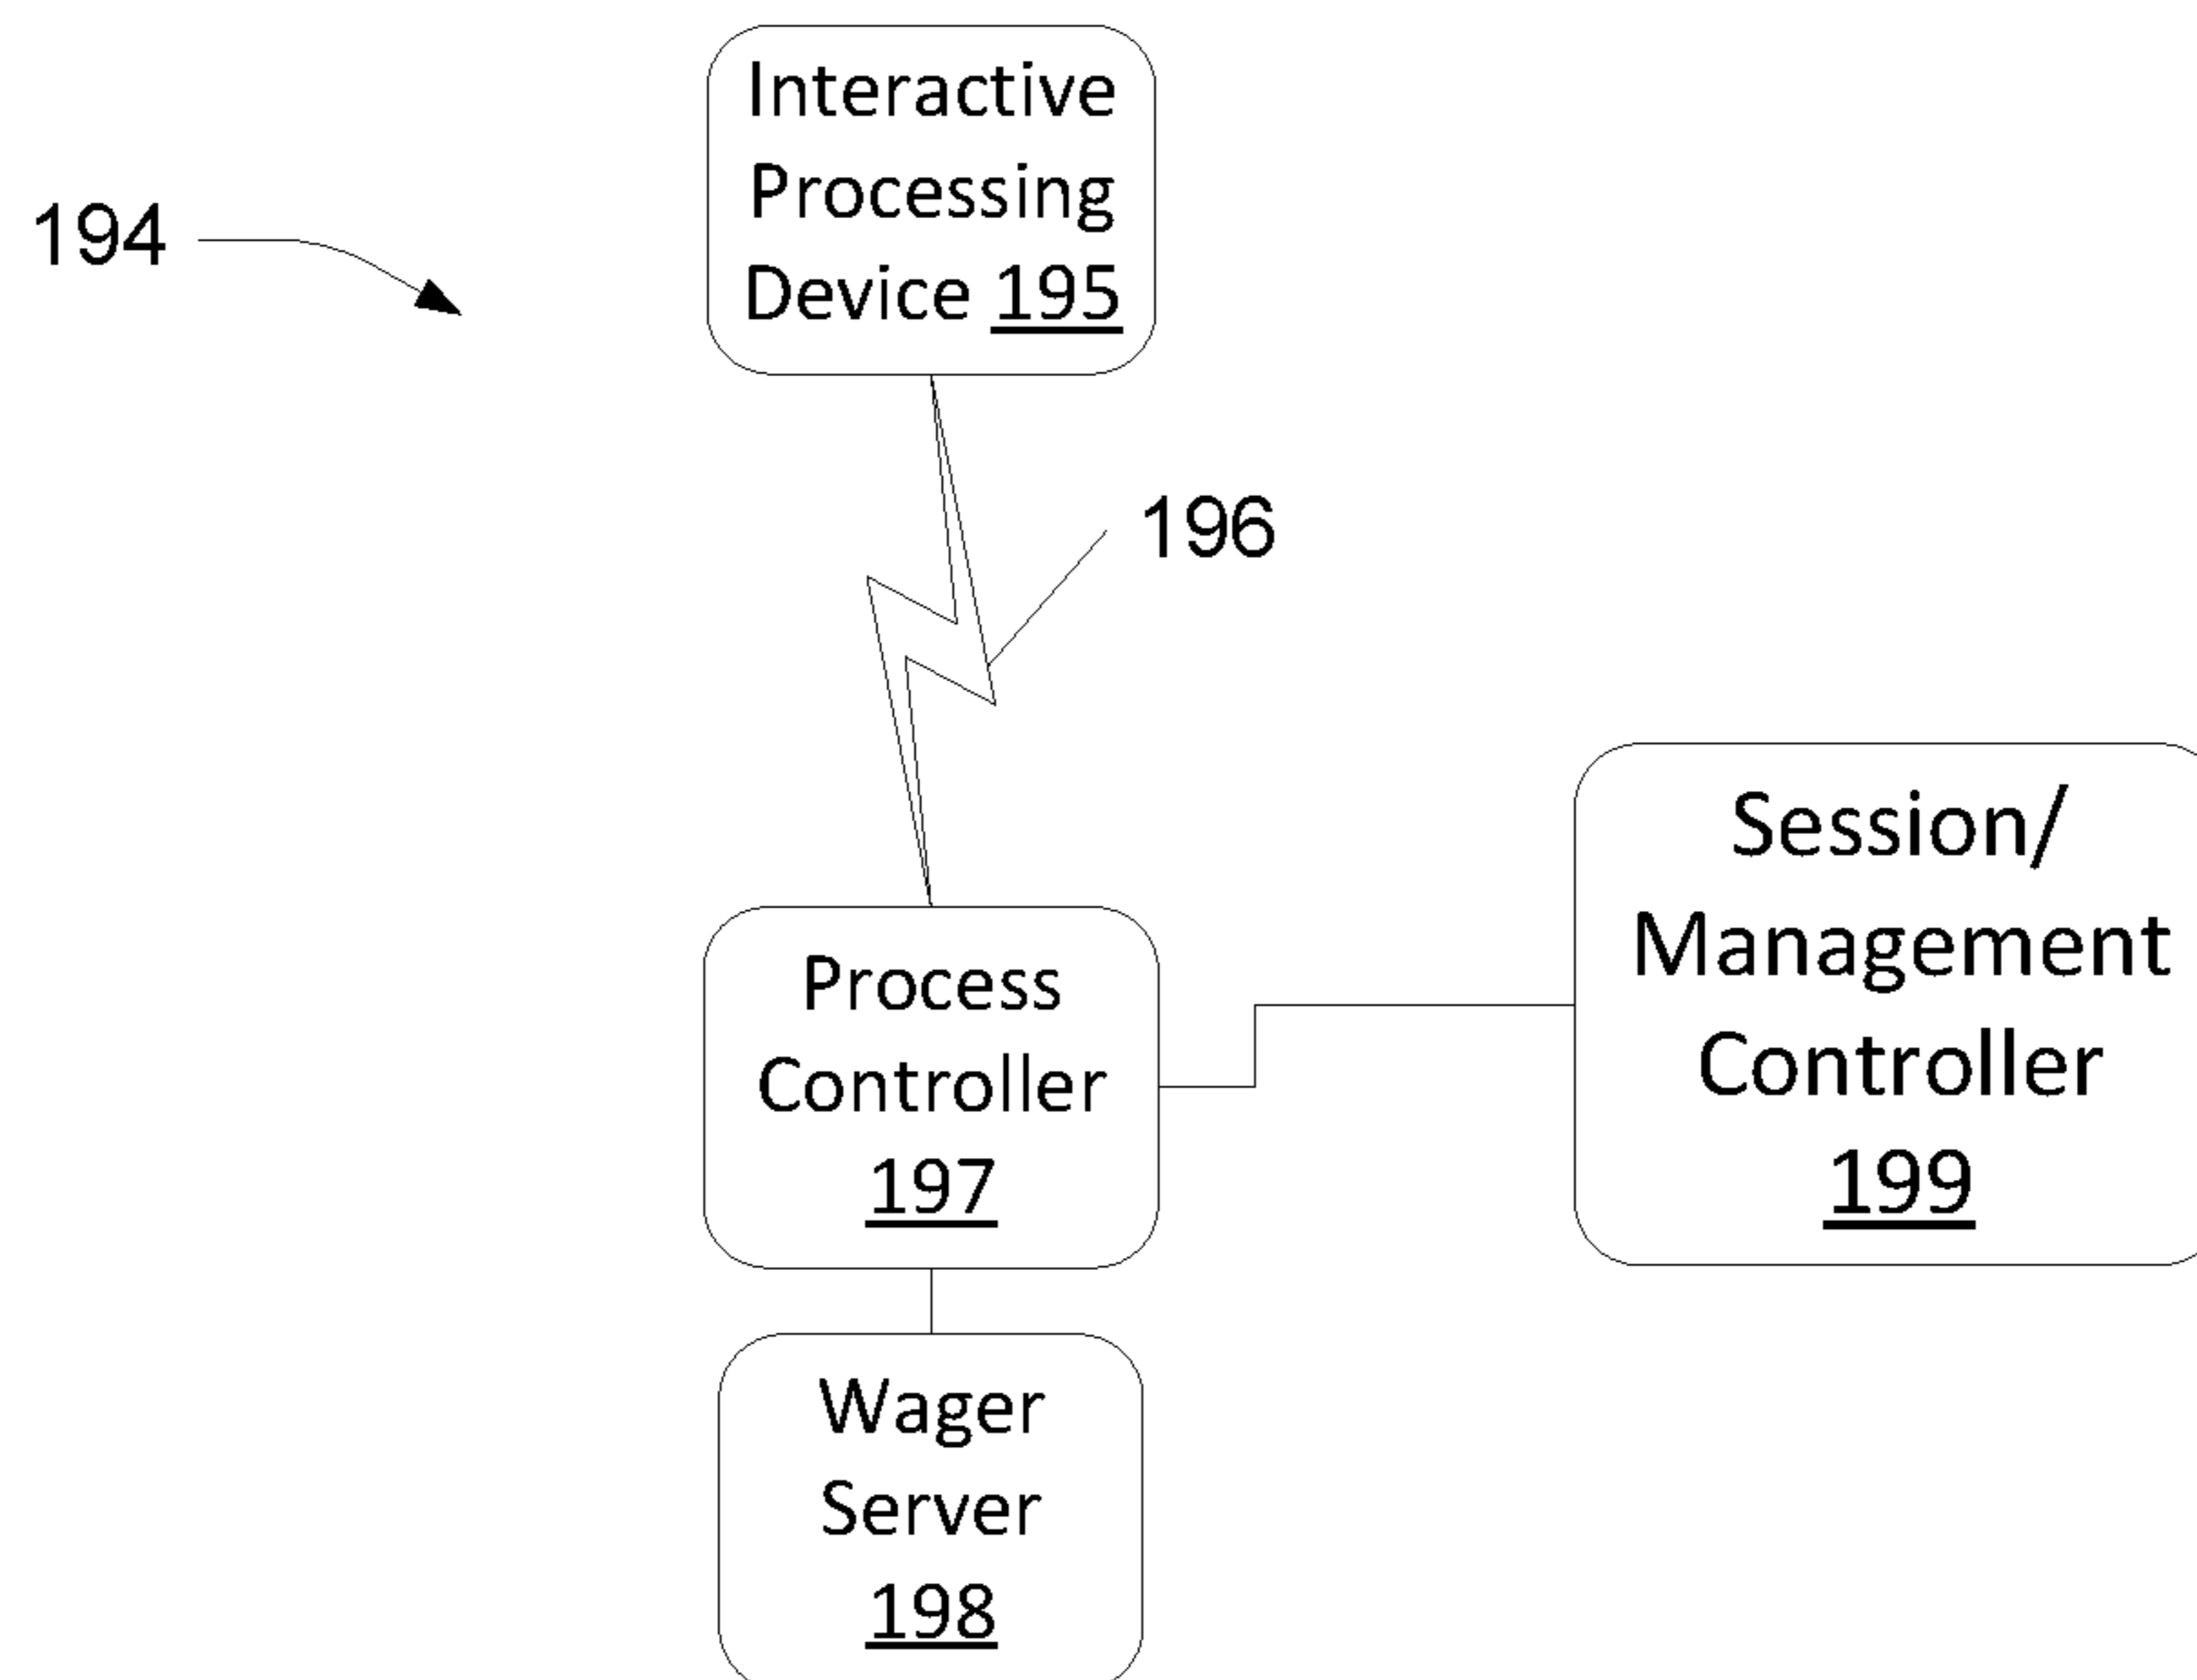 Interactive
Processing
Device 195
194
196
Process
Controller
197
Session/
Management
Controller
199
Wager
Server
198